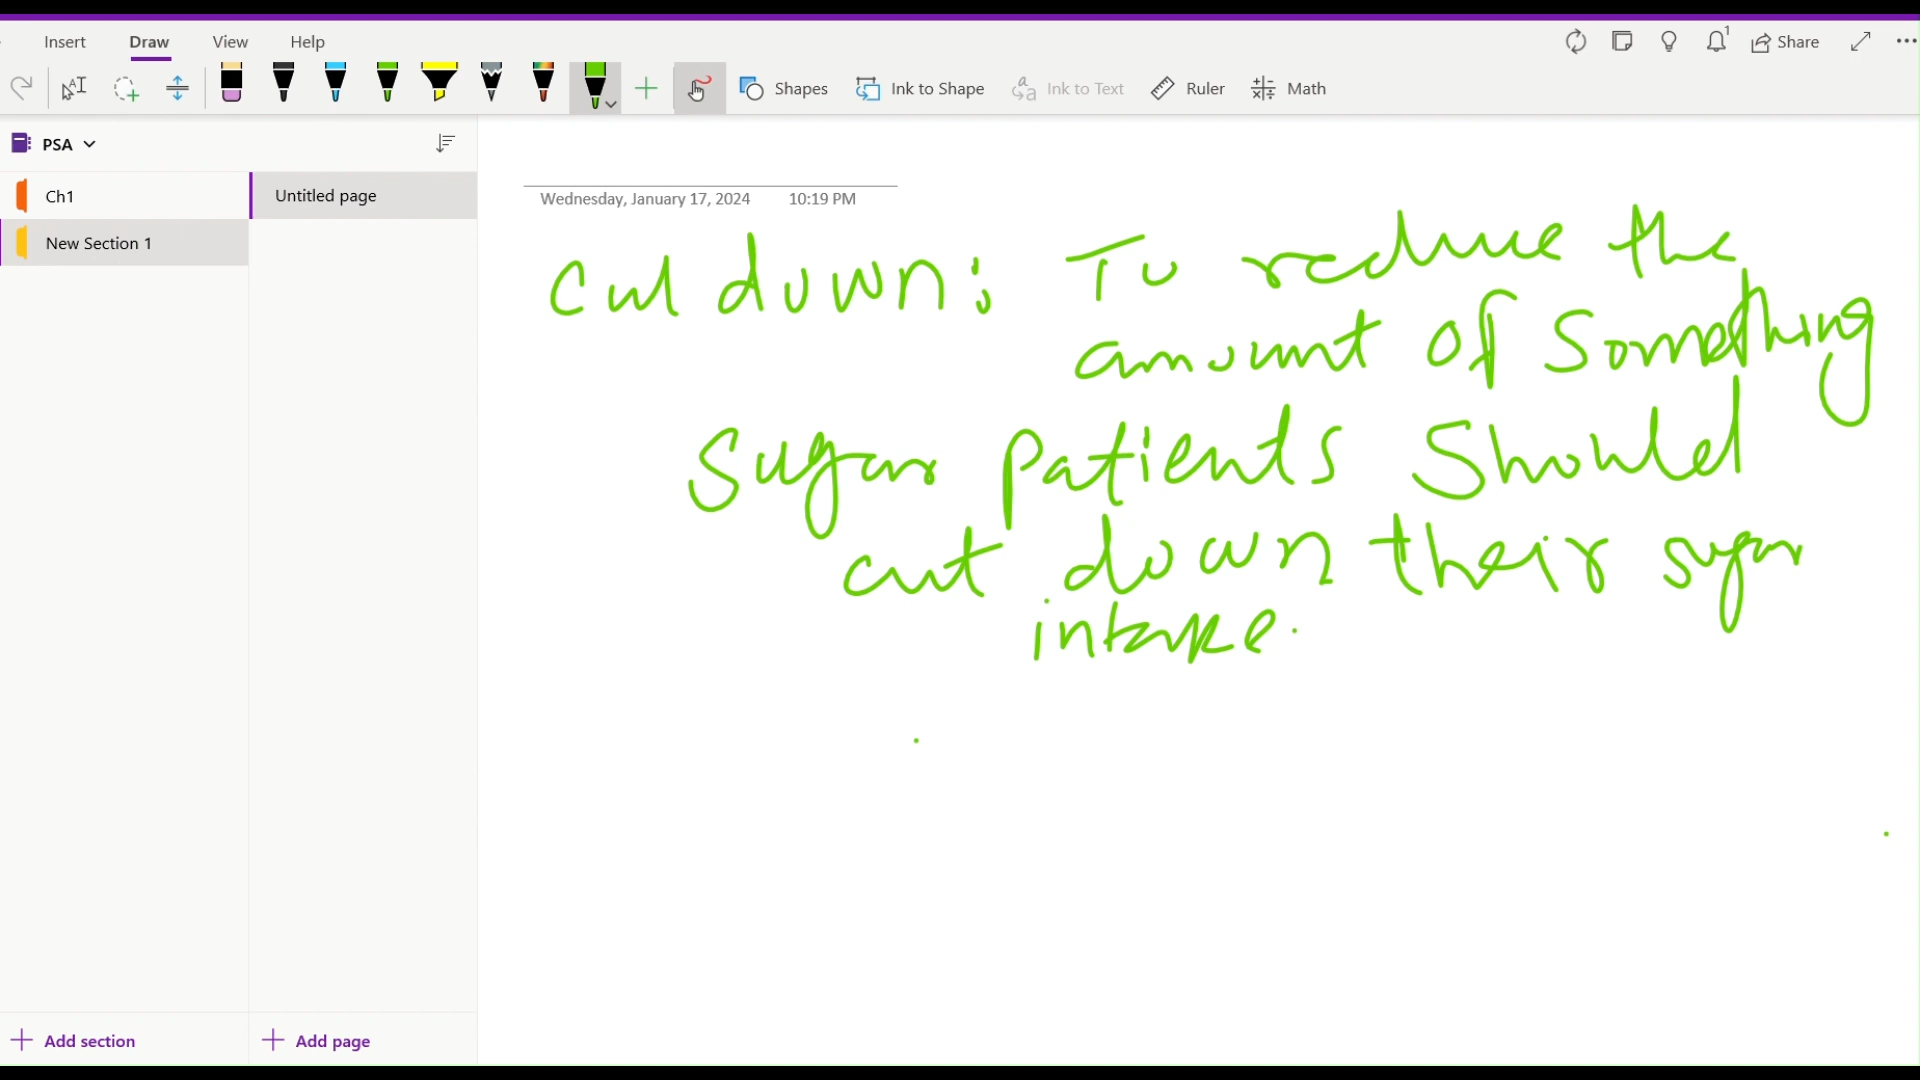 Insert Draw View Help
1 Share
Shapes Ink to Shape Ink to Text Ruler Math
PSA
Ch1
Untitled page
New Section 1
Wednesday, January 17, 2024 10:19 PM
Cut down: To reduce the
amount of Something
Sugar patients Should
cut down their sugar
intake.
Add section
Add page